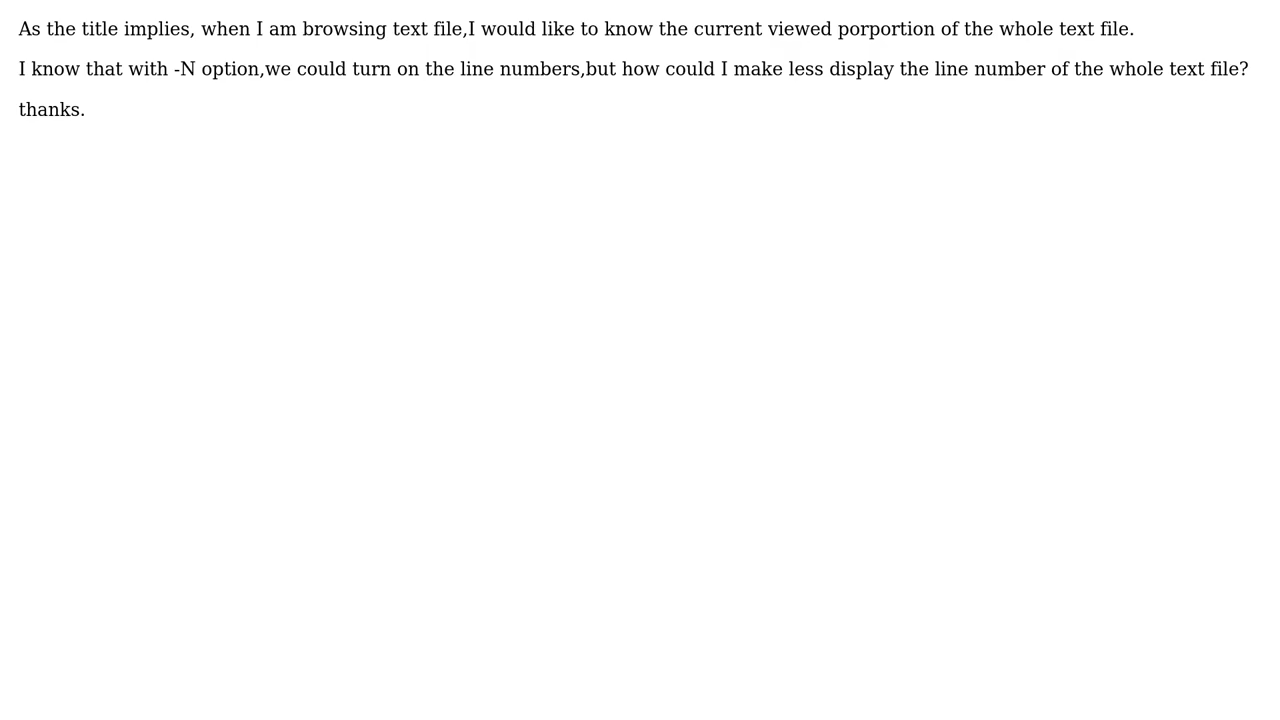 As the title implies, when I am browsing text file,I would like to know the current viewed porportion of the whole text file.
I know that with -N option,we could turn on the line numbers,but how could I make less display the line number of the whole text file?
thanks.